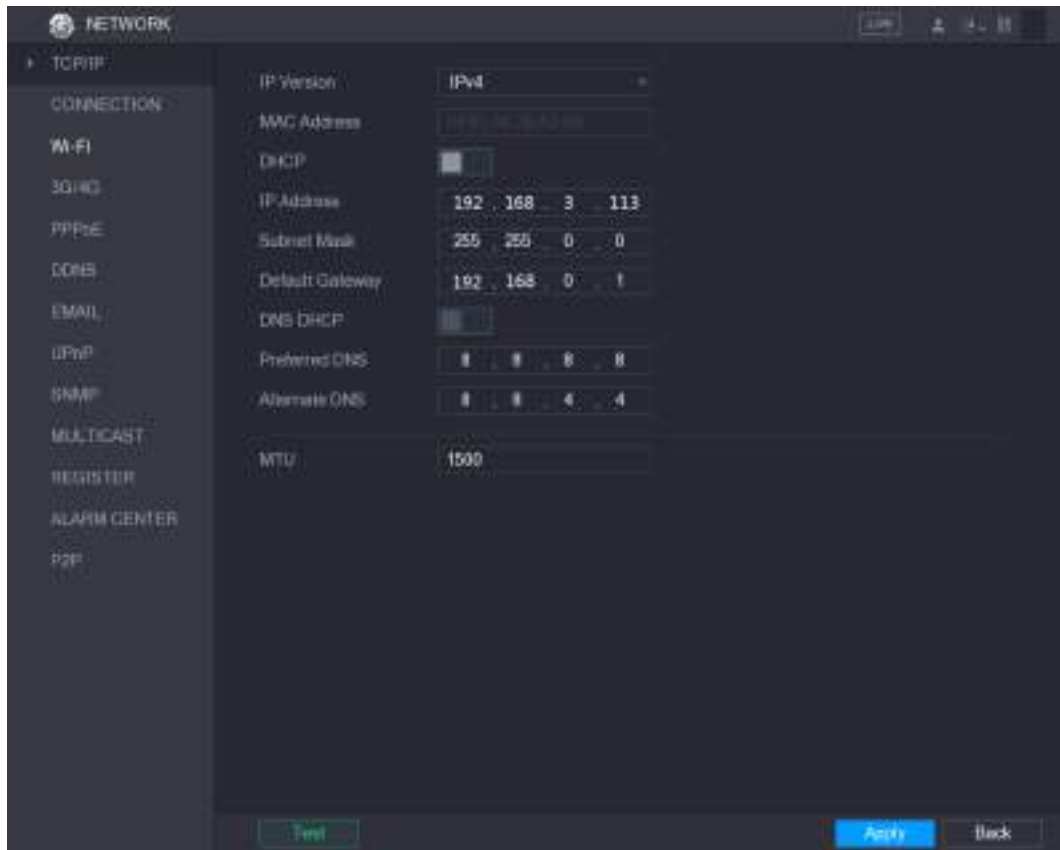 NETWORK
LIVE
TCP/IP
CONNECTION
Wi-Fi
3G/4G
PPPoE
DDNS
EMAIL
UPnP
SNMP
MULTICAST
REGISTER
ALARM CENTER
P2P
IP Version IPv4
MAC Address
DHCP
IP Address 192 . 168 . 3 . 113
Subnet Mask 255 . 255 . 0 . 0
Default Gateway 192 . 168 . 0 . 1
DNS DHCP
Preferred DNS 8 . 8 . 8 . 8
Alternate DNS 8 . 8 . 4 . 4
MTU 1500
Test Apply Back